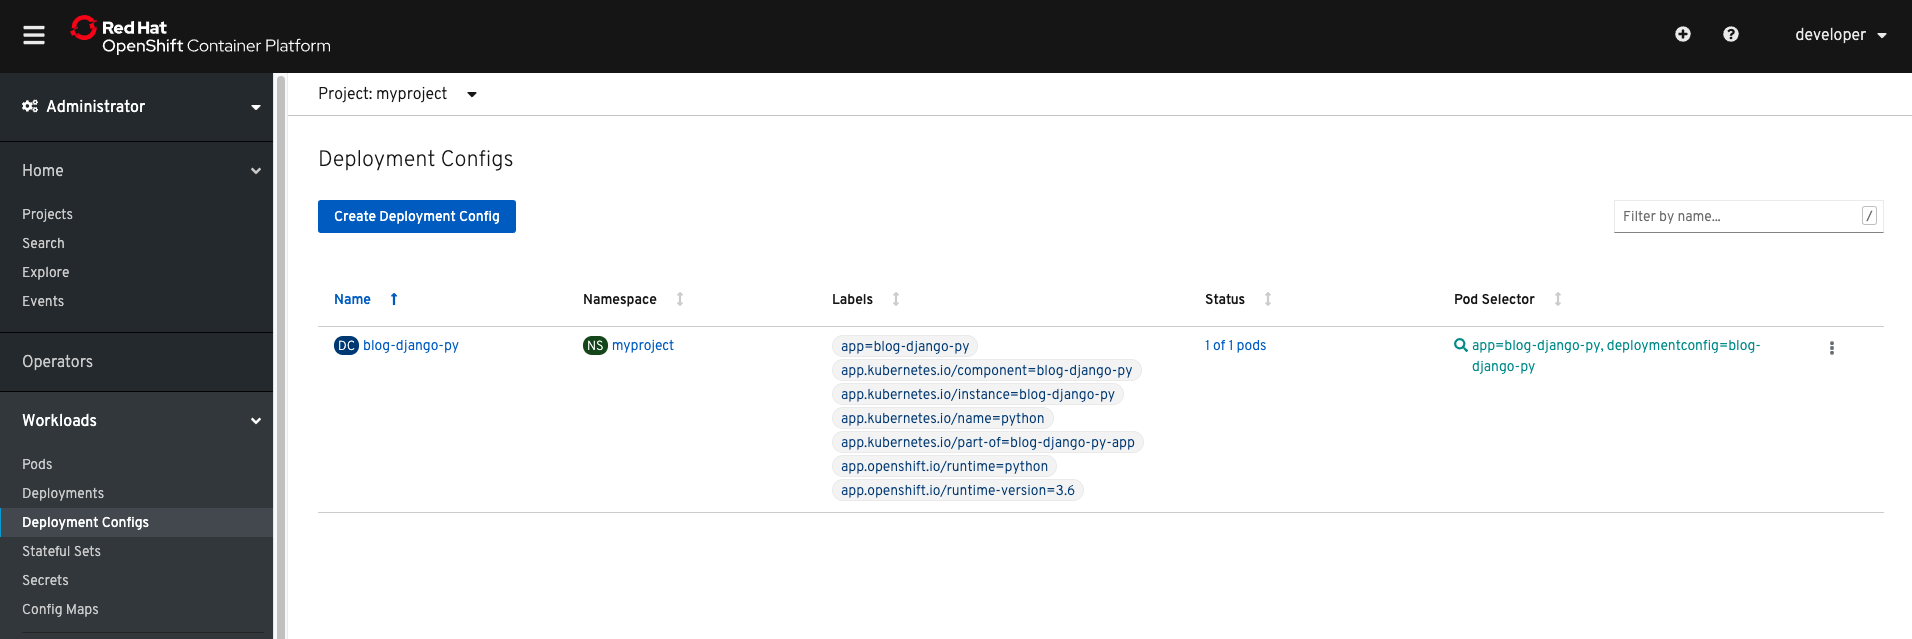 Red Hat
OpenShift Container Platform
developer
Administrator
Home
Projects
Search
Explore
Events
Operators
Workloads
Pods
Deployments
Deployment Configs
Stateful Sets
Secrets
Config Maps
Project: myproject
Deployment Configs
Create Deployment Config
Filter by name... /
Name Namespace Labels Status Pod Selector
DC blog-django-py
NS myproject
app=blog-django-py
app.kubernetes.io/component=blog-django-py
app.kubernetes.io/instance=blog-django-py
app.kubernetes.io/name=python
app.kubernetes.io/part-of=blog-django-py-app
app.openshift.io/runtime=python
app.openshift.io/runtime-version=3.6
1 of 1 pods
app=blog-django-py, deploymentconfig=blog-
django-py